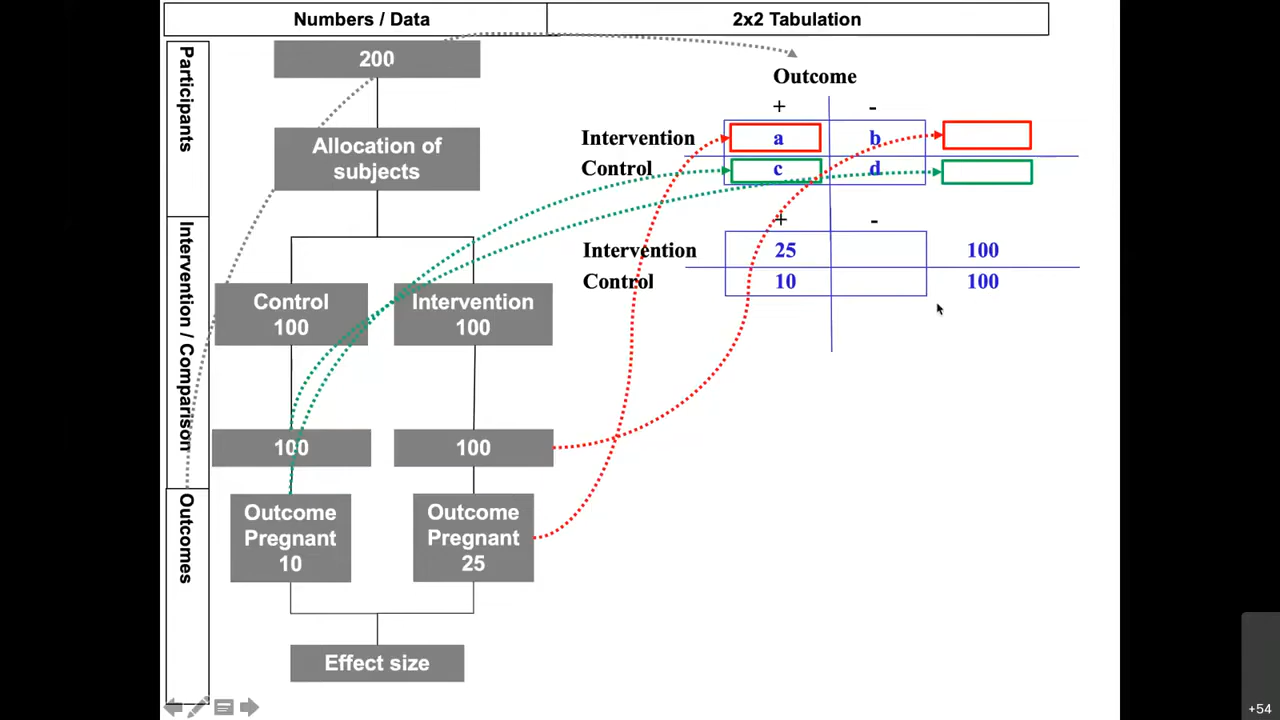 Numbers / Data
2x2 Tabulation
Participants
200
Allocation of
subjects
Intervention / Comparison
Control
100
Intervention
100
100
100
Outcomes
Outcome
Pregnant
10
Outcome
Pregnant
25
Effect size
Outcome
+ -
Intervention a b
Control c d
+ -
Intervention 25 100
Control 10 100
+54